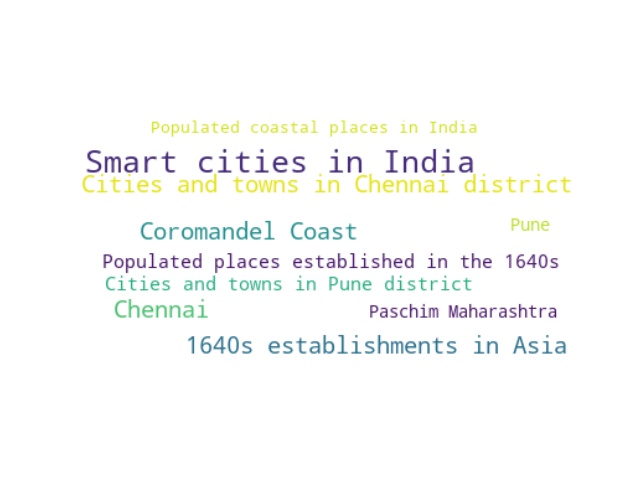 Populated coastal places in India
Smart cities in India
Cities and towns in Chennai district
Coromandel Coast
Pune
Populated places established in the 1640s
Cities and towns in Pune district
Chennai
Paschim Maharashtra
1640s establishments in Asia